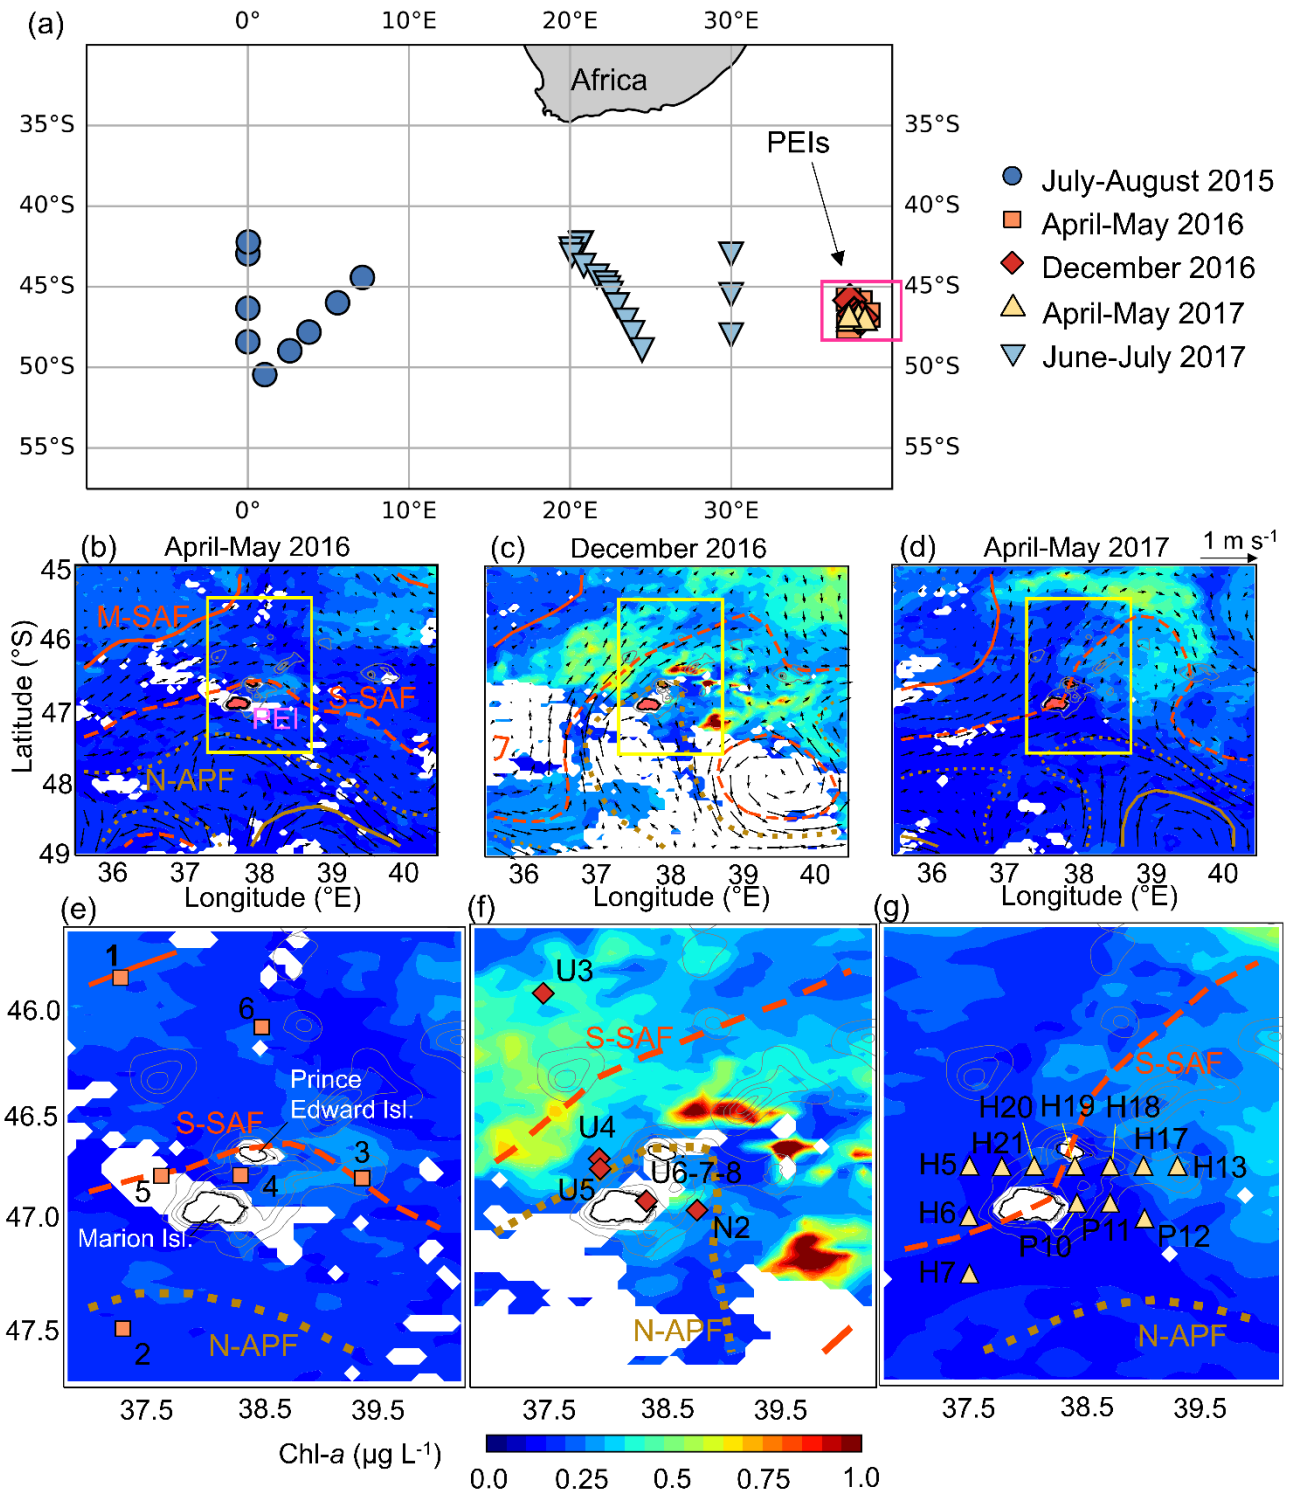 (a)
0° 10°E 20°E 30°E
Africa
35°S 35°S
PEIs
40°S 40°S
45°S 45°S
50°S 50°S
55°S 55°S
0° 10°E 20°E 30°E
July-August 2015
April-May 2016
December 2016
April-May 2017
June-July 2017
(b) April-May 2016
(c) December 2016
(d) April-May 2017 1 m s⁻¹
Latitude (°S)
45
46
47
48
49
M-SAF
S-SAF
PEI
N-APF
36 37 38 39 40
Longitude (°E)
36 37 38 39 40
Longitude (°E)
36 37 38 39 40
Longitude (°E)
(e)
46.0
46.5
47.0
47.5
1
6
Prince
Edward Isl.
S-SAF
3
5
4
Marion Isl.
2
N-APF
37.5 38.5 39.5
(f)
U3
S-SAF
U4
U6-7-8
U5
N2
N-APF
37.5 38.5 39.5
(g)
S-SAF
H20 H19 H18
H21 H17
H5 H13
H6
P10 P11 P12
H7
N-APF
37.5 38.5 39.5
Chl-a (µg L⁻¹)
0.0 0.25 0.5 0.75 1.0